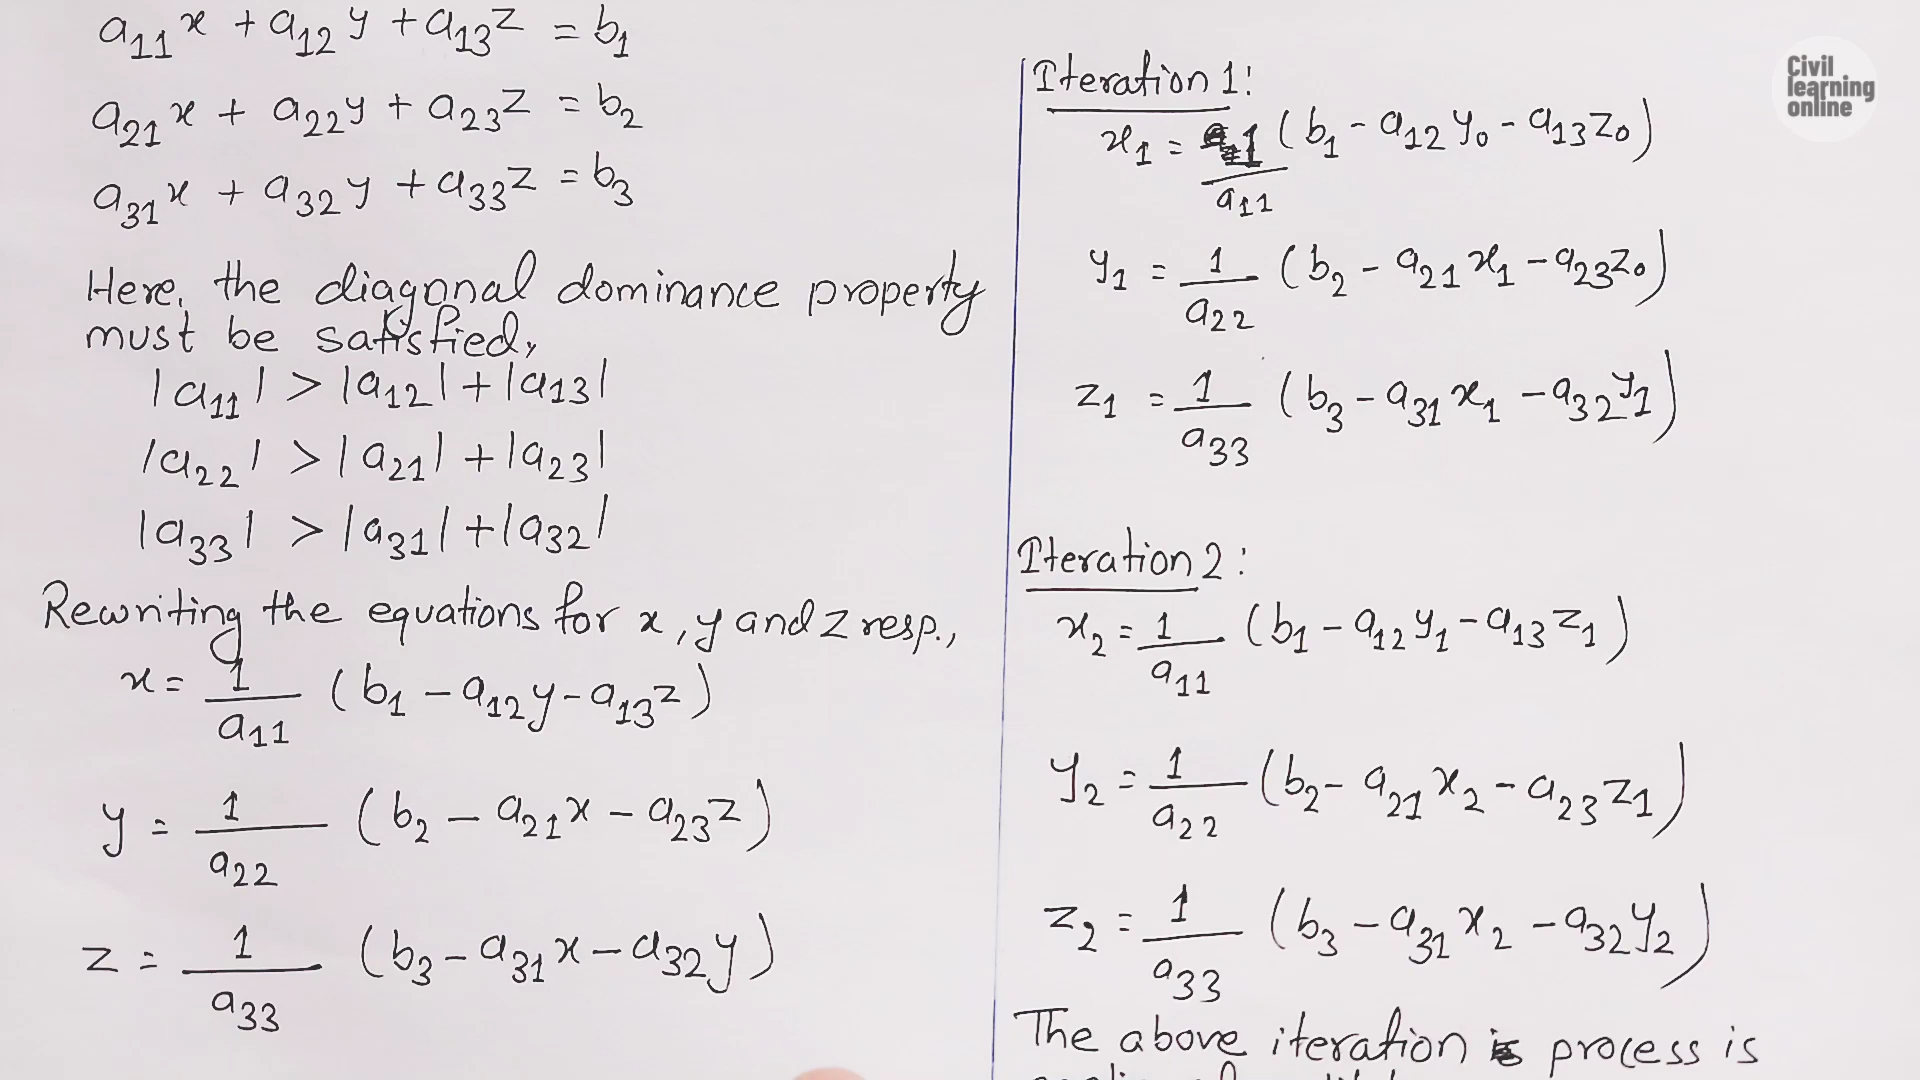 a11x + a12y + a13z = b1
a21x + a22y + a23z = b2
a31x + a32y + a33z = b3
Here, the diagonal dominance property
must be satisfied,
|a11| > |a12| + |a13|
|a22| > |a21| + |a23|
|a33| > |a31| + |a32|
Rewriting the equations for x, y and z resp.,
x = 1/a11 (b1 - a12y - a13z)
y = 1/a22 (b2 - a21x - a23z)
z = 1/a33 (b3 - a31x - a32y)
Iteration 1:
x1 = 1/a11 (b1 - a12y0 - a13z0)
y1 = 1/a22 (b2 - a21x1 - a23z0)
z1 = 1/a33 (b3 - a31x1 - a32y1)
Iteration 2:
x2 = 1/a11 (b1 - a12y1 - a13z1)
y2 = 1/a22 (b2 - a21x2 - a23z1)
z2 = 1/a33 (b3 - a31x2 - a32y2)
The above iteration process is
Civil
learning
online